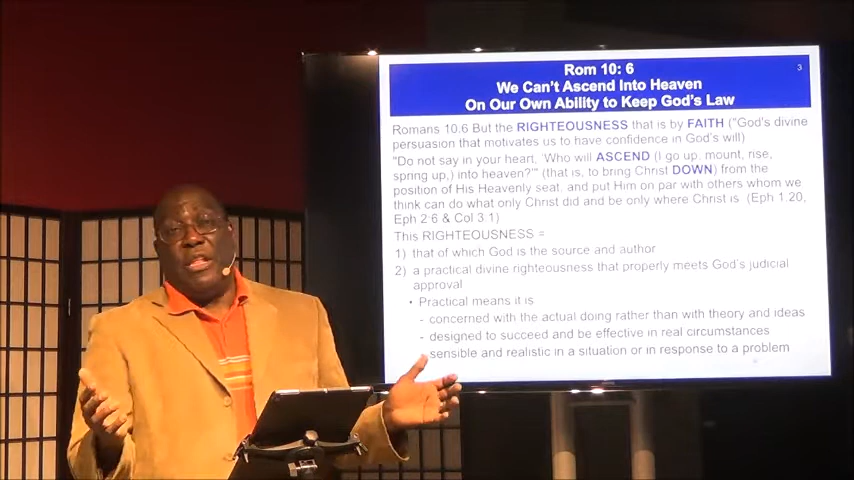 Rom 10: 6
3
We Can't Ascend Into Heaven
On Our Own Ability to Keep God's Law
Romans 10.6 But the RIGHTEOUSNESS that is by FAITH ("God's divine
persuasion that motivates us to have confidence in God's will)
"Do not say in your heart, 'Who will ASCEND (I go up, mount, rise,
spring up,) into heaven?'" (that is, to bring Christ DOWN) from the
position of His Heavenly seat, and put Him on par with others whom we
think can do what only Christ did and be only where Christ is (Eph 1.20,
Eph 2:6 & Col 3.1)
This RIGHTEOUSNESS =
1) that of which God is the source and author
2) a practical divine righteousness that properly meets God's judicial
approval
• Practical means it is
- concerned with the actual doing rather than with theory and ideas
- designed to succeed and be effective in real circumstances
- sensible and realistic in a situation or in response to a problem